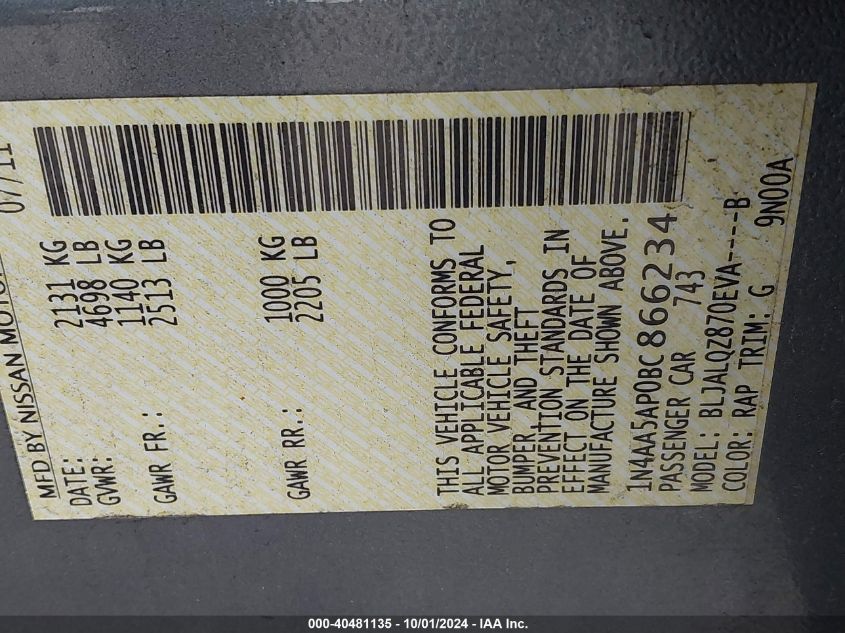 MFD BY NISSAN MOTOR
DATE: 07/11
GVWR: 2131 KG
4698 LB
GAWR FR.: 1140 KG
2513 LB
GAWR RR.: 1000 KG
2205 LB
THIS VEHICLE CONFORMS TO
ALL APPLICABLE FEDERAL
MOTOR VEHICLE SAFETY,
BUMPER, AND THEFT
PREVENTION STANDARDS IN
EFFECT ON THE DATE OF
MANUFACTURE SHOWN ABOVE.
1N4AA5AP0BC866234
PASSENGER CAR 743
MODEL: BLJALQZ870EVA----B
COLOR: RAP TRIM: G 9N00A
000-40481135 - 10/01/2024 - IAA Inc.